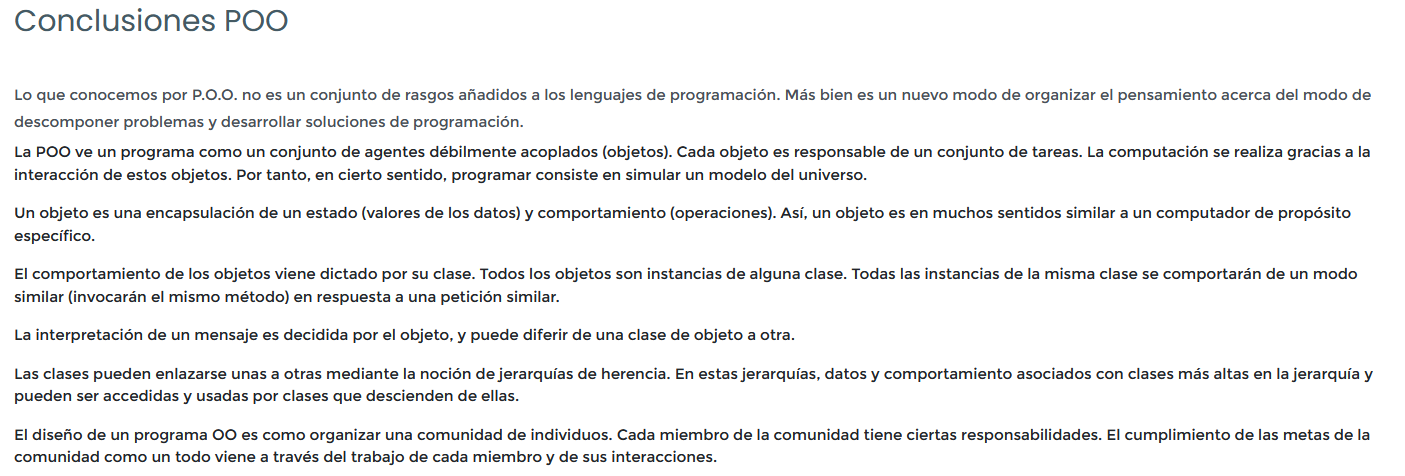 Conclusiones POO
Lo que conocemos por P.O.O. no es un conjunto de rasgos añadidos a los lenguajes de programación. Más bien es un nuevo modo de organizar el pensamiento acerca del modo de
descomponer problemas y desarrollar soluciones de programación.
La POO ve un programa como un conjunto de agentes débilmente acoplados (objetos). Cada objeto es responsable de un conjunto de tareas. La computación se realiza gracias a la
interacción de estos objetos. Por tanto, en cierto sentido, programar consiste en simular un modelo del universo.
Un objeto es una encapsulación de un estado (valores de los datos) y comportamiento (operaciones). Así, un objeto es en muchos sentidos similar a un computador de propósito
específico.
El comportamiento de los objetos viene dictado por su clase. Todos los objetos son instancias de alguna clase. Todas las instancias de la misma clase se comportarán de un modo
similar (invocarán el mismo método) en respuesta a una petición similar.
La interpretación de un mensaje es decidida por el objeto, y puede diferir de una clase de objeto a otra.
Las clases pueden enlazarse unas a otras mediante la noción de jerarquías de herencia. En estas jerarquías, datos y comportamiento asociados con clases más altas en la jerarquía y
pueden ser accedidas y usadas por clases que descienden de ellas.
El diseño de un programa OO es como organizar una comunidad de individuos. Cada miembro de la comunidad tiene ciertas responsabilidades. El cumplimiento de las metas de la
comunidad como un todo viene a través del trabajo de cada miembro y de sus interacciones.